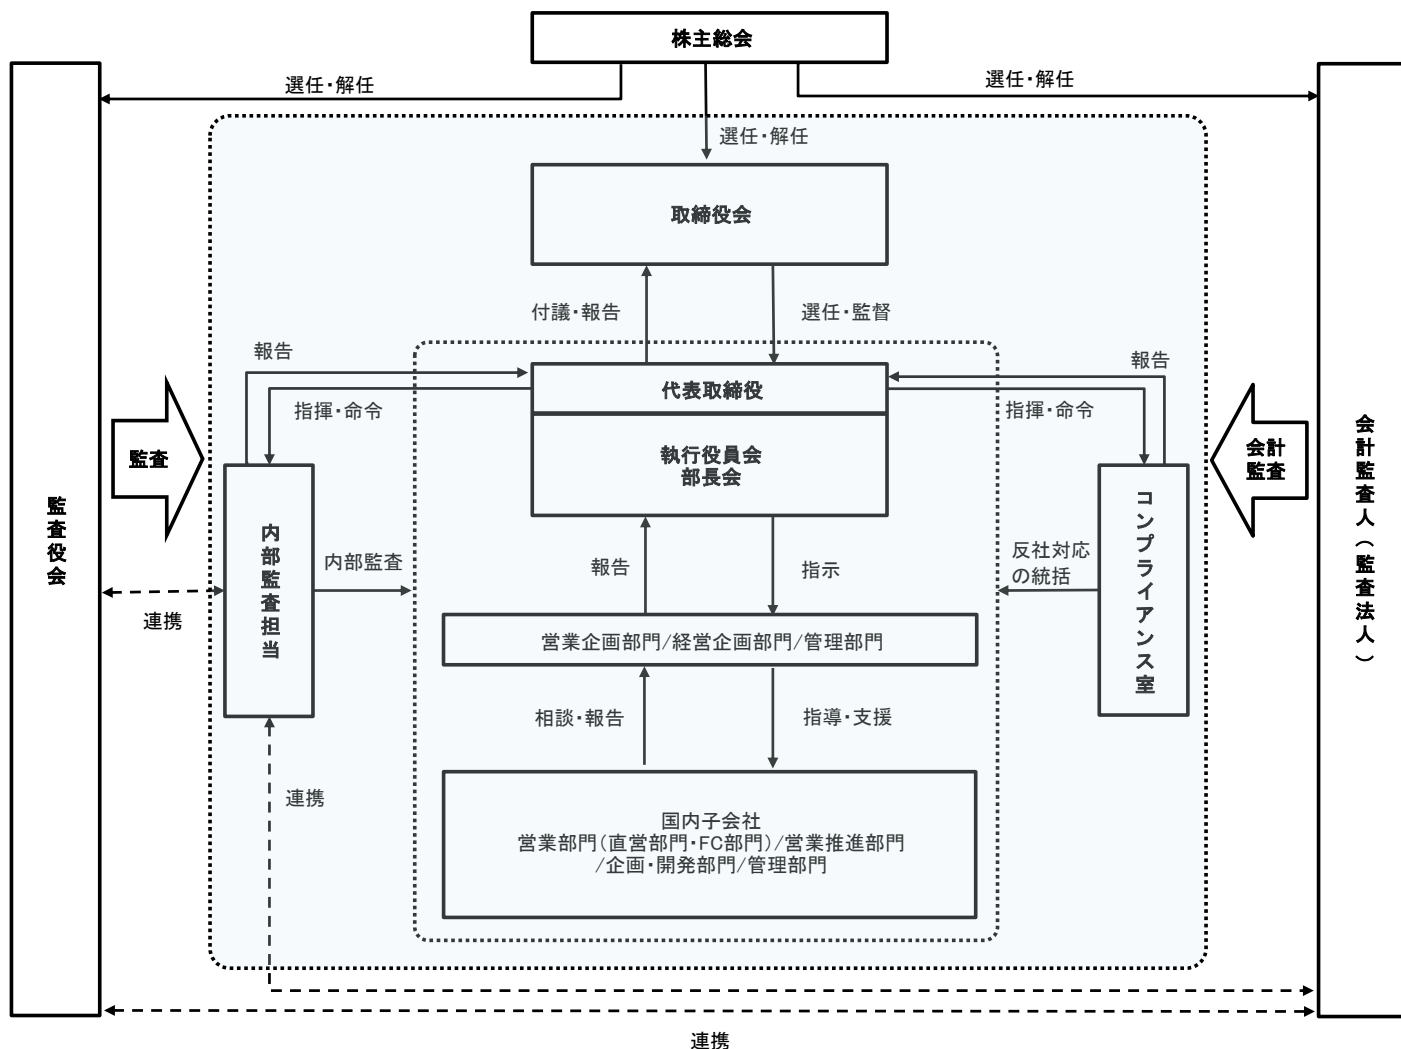 株主総会
選任・解任
選任・解任
選任・解任
取締役会
付議・報告
選任・監督
報告
報告
代表取締役
指揮・命令
指揮・命令
執行役員会
部長会
監査
会計
監査
監査役会
会計監査人(監査法人)
内部監査担当
コンプライアンス室
内部監査
報告
指示
反社対応
の統括
連携
営業企画部門/経営企画部門/管理部門
相談・報告
指導・支援
連携
国内子会社
営業部門(直営部門・FC部門)/営業推進部門
/企画・開発部門/管理部門
連携